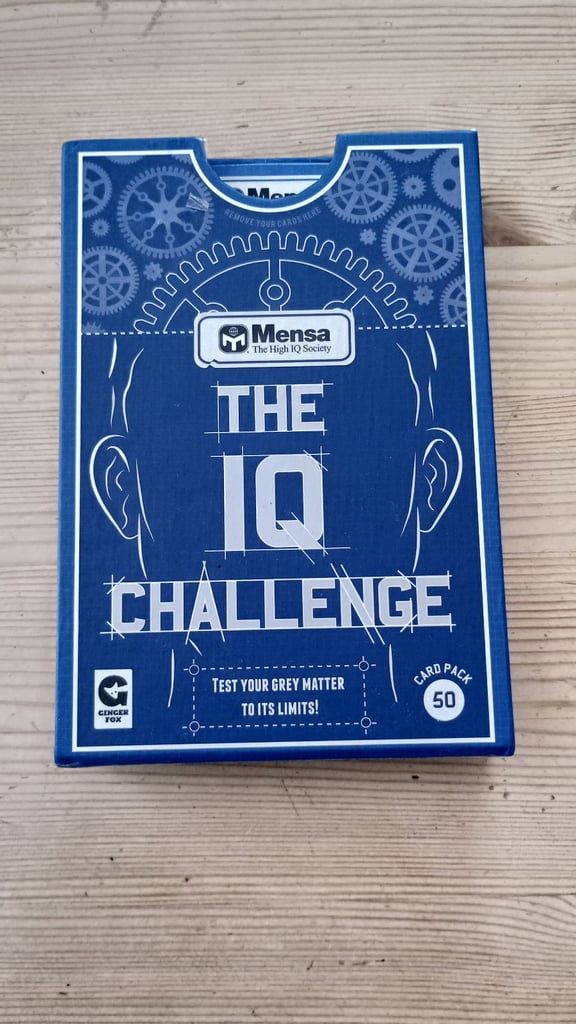 Mensa
REMOVE YOUR CARDS HERE
Mensa
The High IQ Society
THE
IQ
CHALLENGE
TEST YOUR GREY MATTER
TO ITS LIMITS!
CARD PACK
50
G
GINGER
FOX